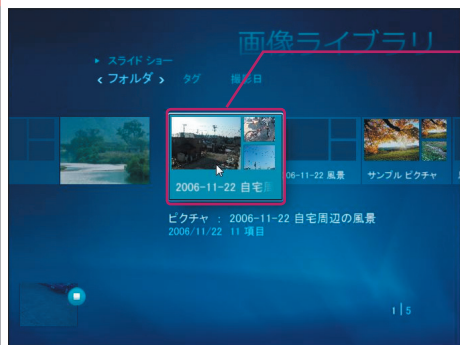 画像ライブラリ
▸ スライド ショー
‹ フォルダ › タグ 撮影日
2006-11-22 自宅
06-11-22 風景
サンプル ピクチャ
ピクチャ : 2006-11-22 自宅周辺の風景
2006/11/22 11 項目
1 | 5